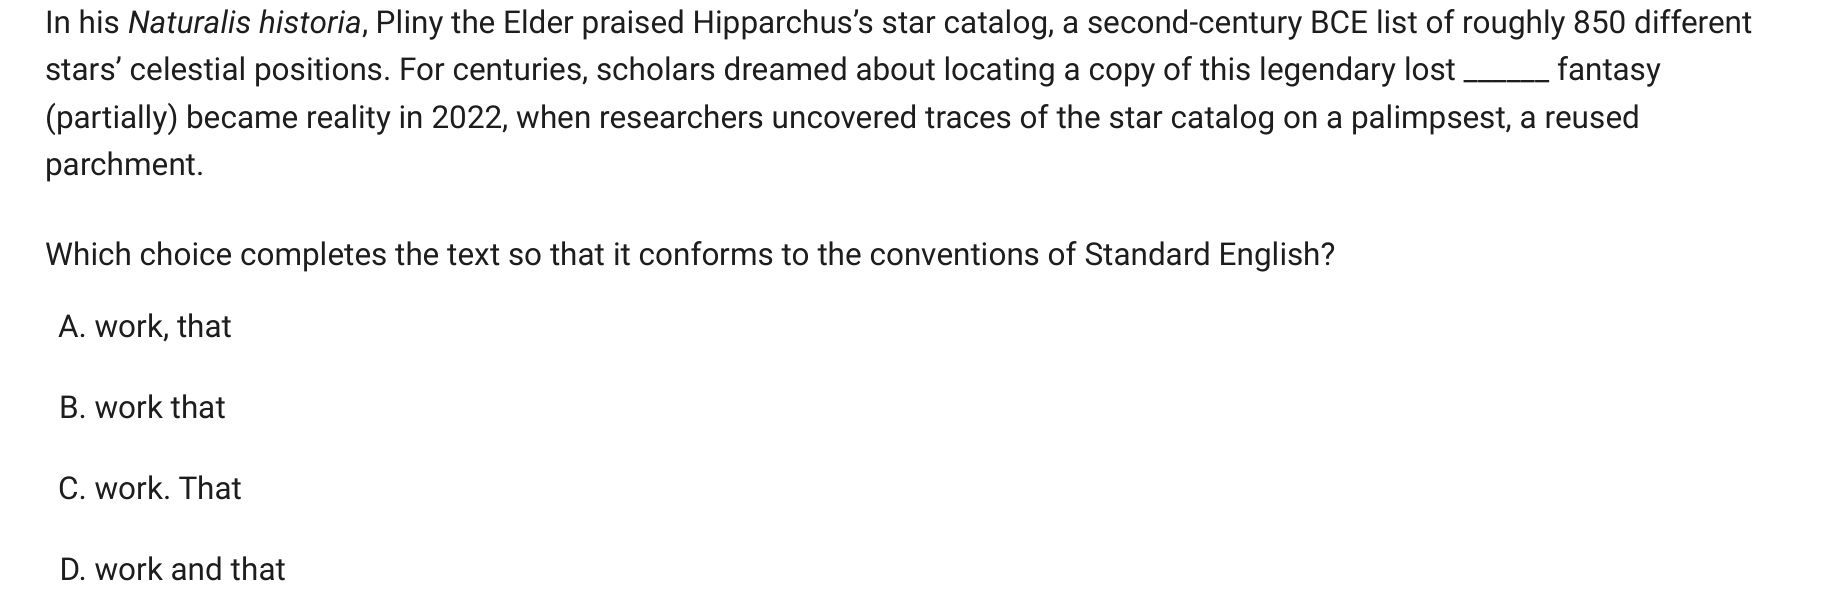 In his Naturalis historia, Pliny the Elder praised Hipparchus’s star catalog, a second-century BCE list of roughly 850 different
stars’ celestial positions. For centuries, scholars dreamed about locating a copy of this legendary lost ______ fantasy
(partially) became reality in 2022, when researchers uncovered traces of the star catalog on a palimpsest, a reused
parchment.
Which choice completes the text so that it conforms to the conventions of Standard English?
A. work, that
B. work that
C. work. That
D. work and that